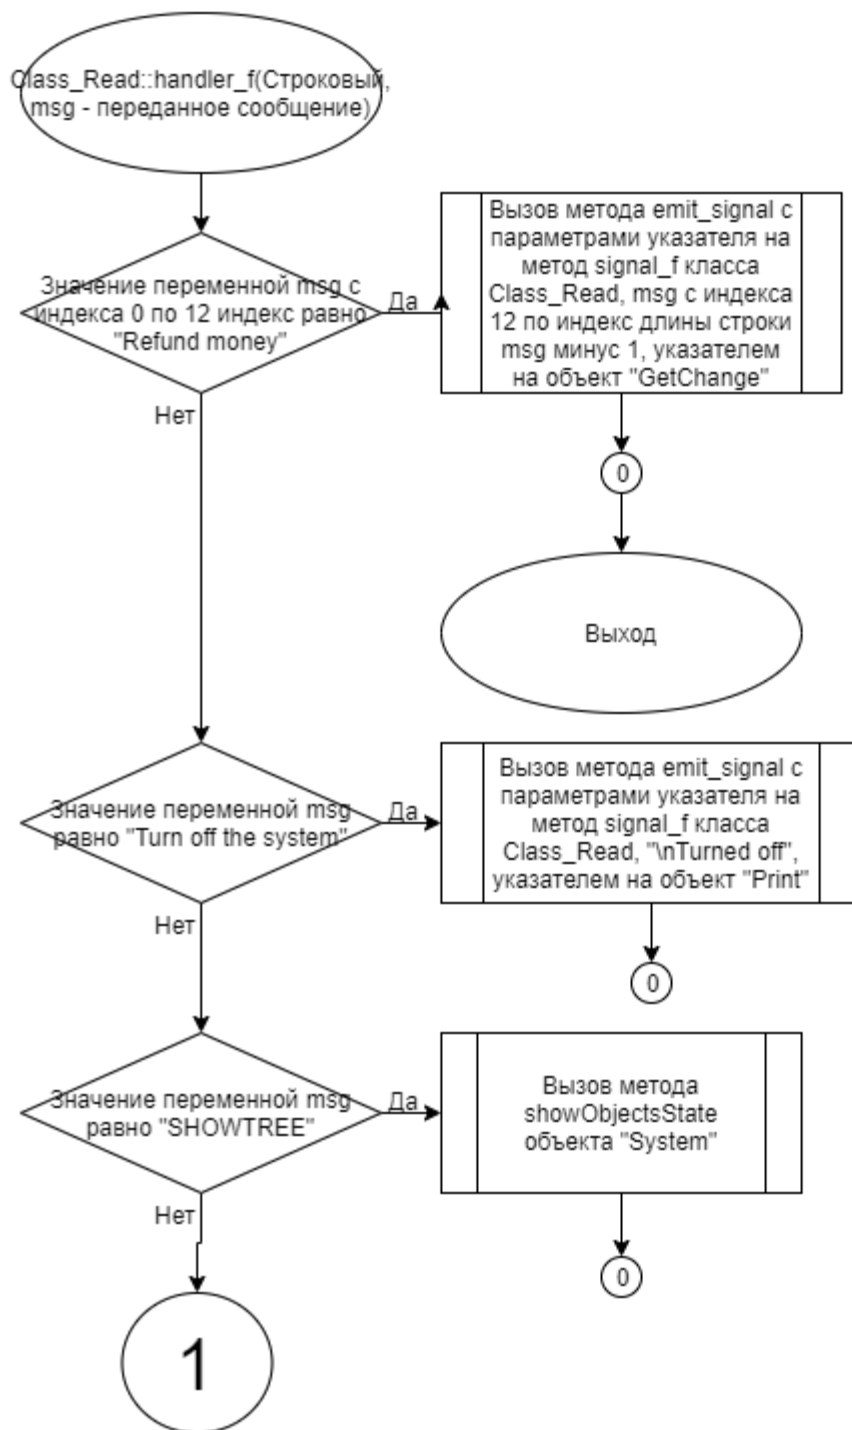 Class_Read::handler_f(Строковый,
msg - переданное сообщение)
Значение переменной msg с
индекса 0 по 12 индекс равно
"Refund money"
Да
Вызов метода emit_signal с
параметрами указателя на
метод signal_f класса
Class_Read, msg с индекса
12 по индекс длины строки
msg минус 1, указателем
на объект "GetChange"
Нет
0
Выход
Значение переменной msg
равно "Turn off the system"
Да
Вызов метода emit_signal с
параметрами указателя на
метод signal_f класса
Class_Read, "\nTurned off",
указателем на объект "Print"
Нет
0
Значение переменной msg
равно "SHOWTREE"
Да
Вызов метода
showObjectsState
объекта "System"
Нет
0
1